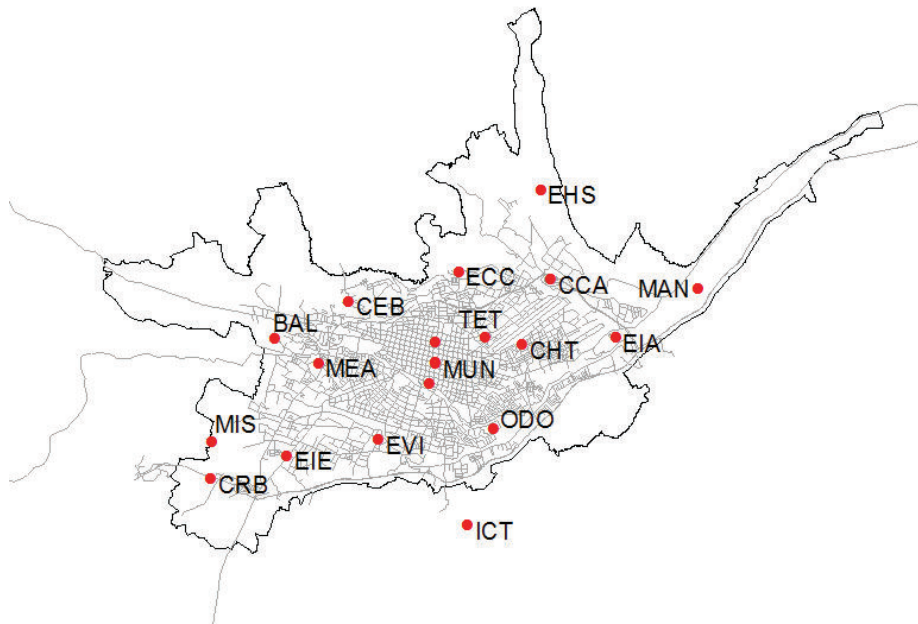 EHS
ECC
CCA
MAN
CEB
BAL
TET
CHT
EIA
MEA
MUN
MIS
ODO
EVI
EIE
CRB
ICT